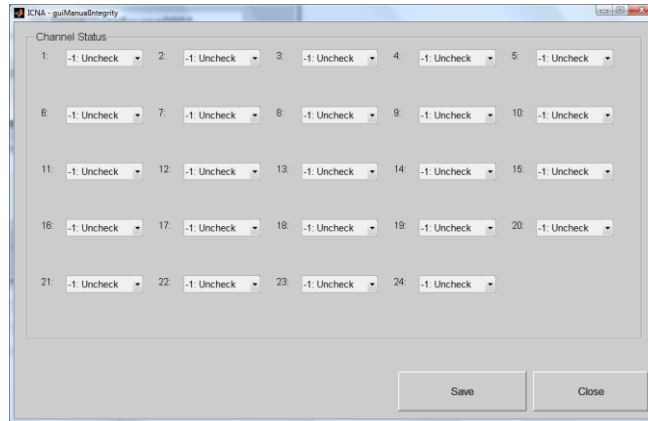 ICNA - guiManualIntegrity
Channel Status
1: -1: Uncheck 2: -1: Uncheck 3: -1: Uncheck 4: -1: Uncheck 5: -1: Uncheck
6: -1: Uncheck 7: -1: Uncheck 8: -1: Uncheck 9: -1: Uncheck 10: -1: Uncheck
11: -1: Uncheck 12: -1: Uncheck 13: -1: Uncheck 14: -1: Uncheck 15: -1: Uncheck
16: -1: Uncheck 17: -1: Uncheck 18: -1: Uncheck 19: -1: Uncheck 20: -1: Uncheck
21: -1: Uncheck 22: -1: Uncheck 23: -1: Uncheck 24: -1: Uncheck
Save Close